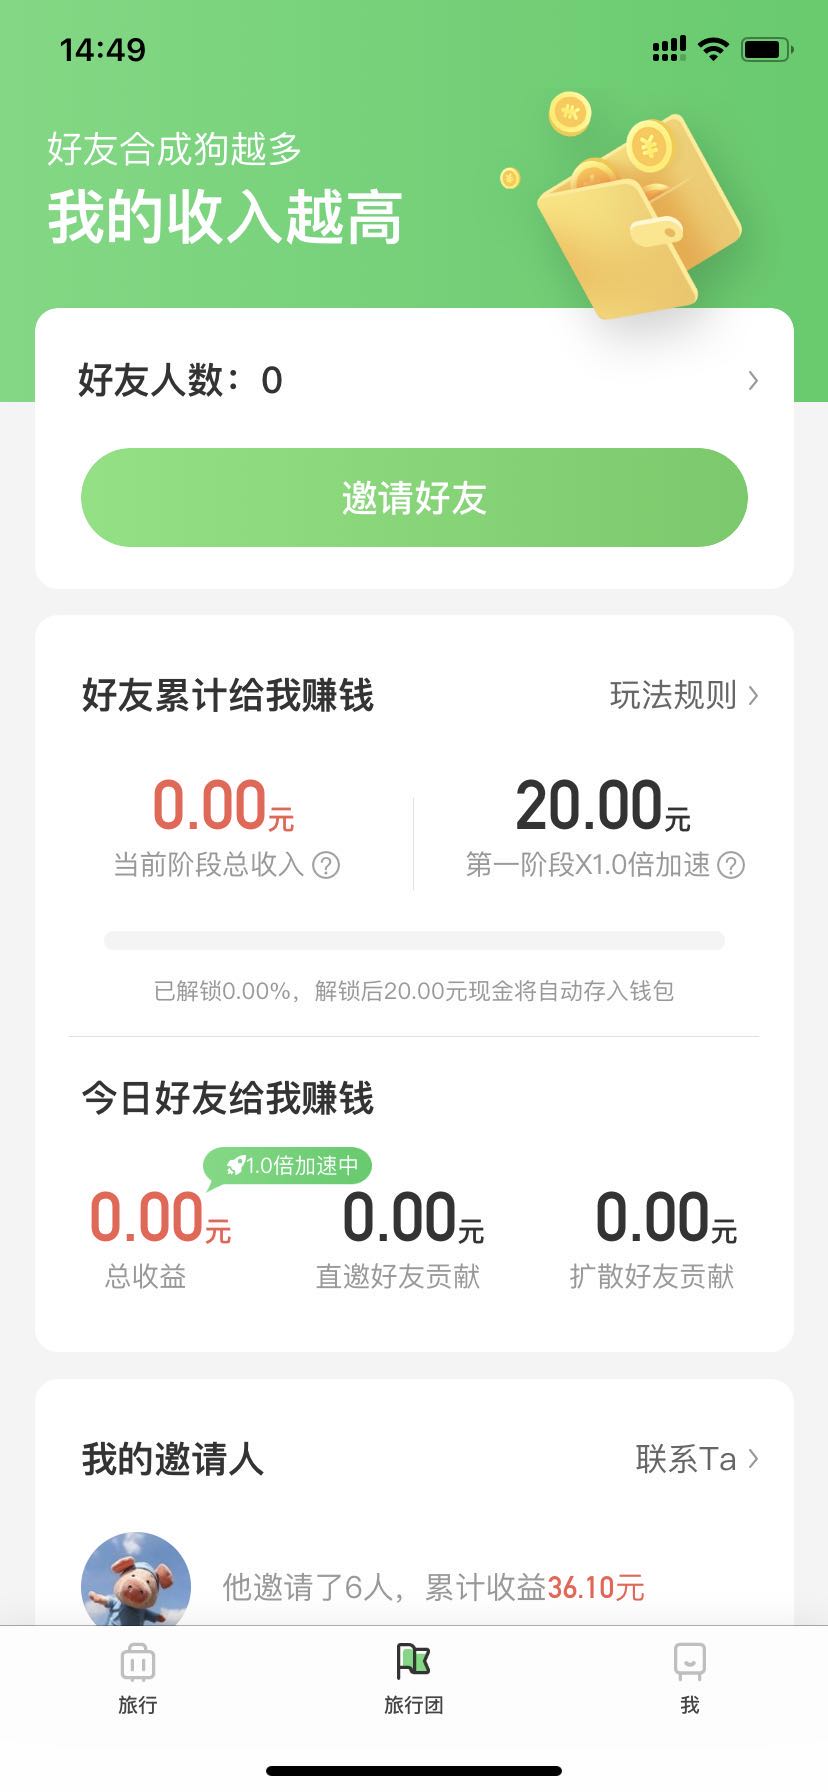 14:49
好友合成狗越多
我的收入越高
好友人数：0
邀请好友
好友累计给我赚钱 玩法规则
0.00元 20.00元
当前阶段总收入 第一阶段X1.0倍加速
已解锁0.00%，解锁后20.00元现金将自动存入钱包
今日好友给我赚钱
1.0倍加速中
0.00元 0.00元 0.00元
总收益 直邀好友贡献 扩散好友贡献
我的邀请人 联系Ta
他邀请了6人，累计收益36.10元
旅行 旅行团 我